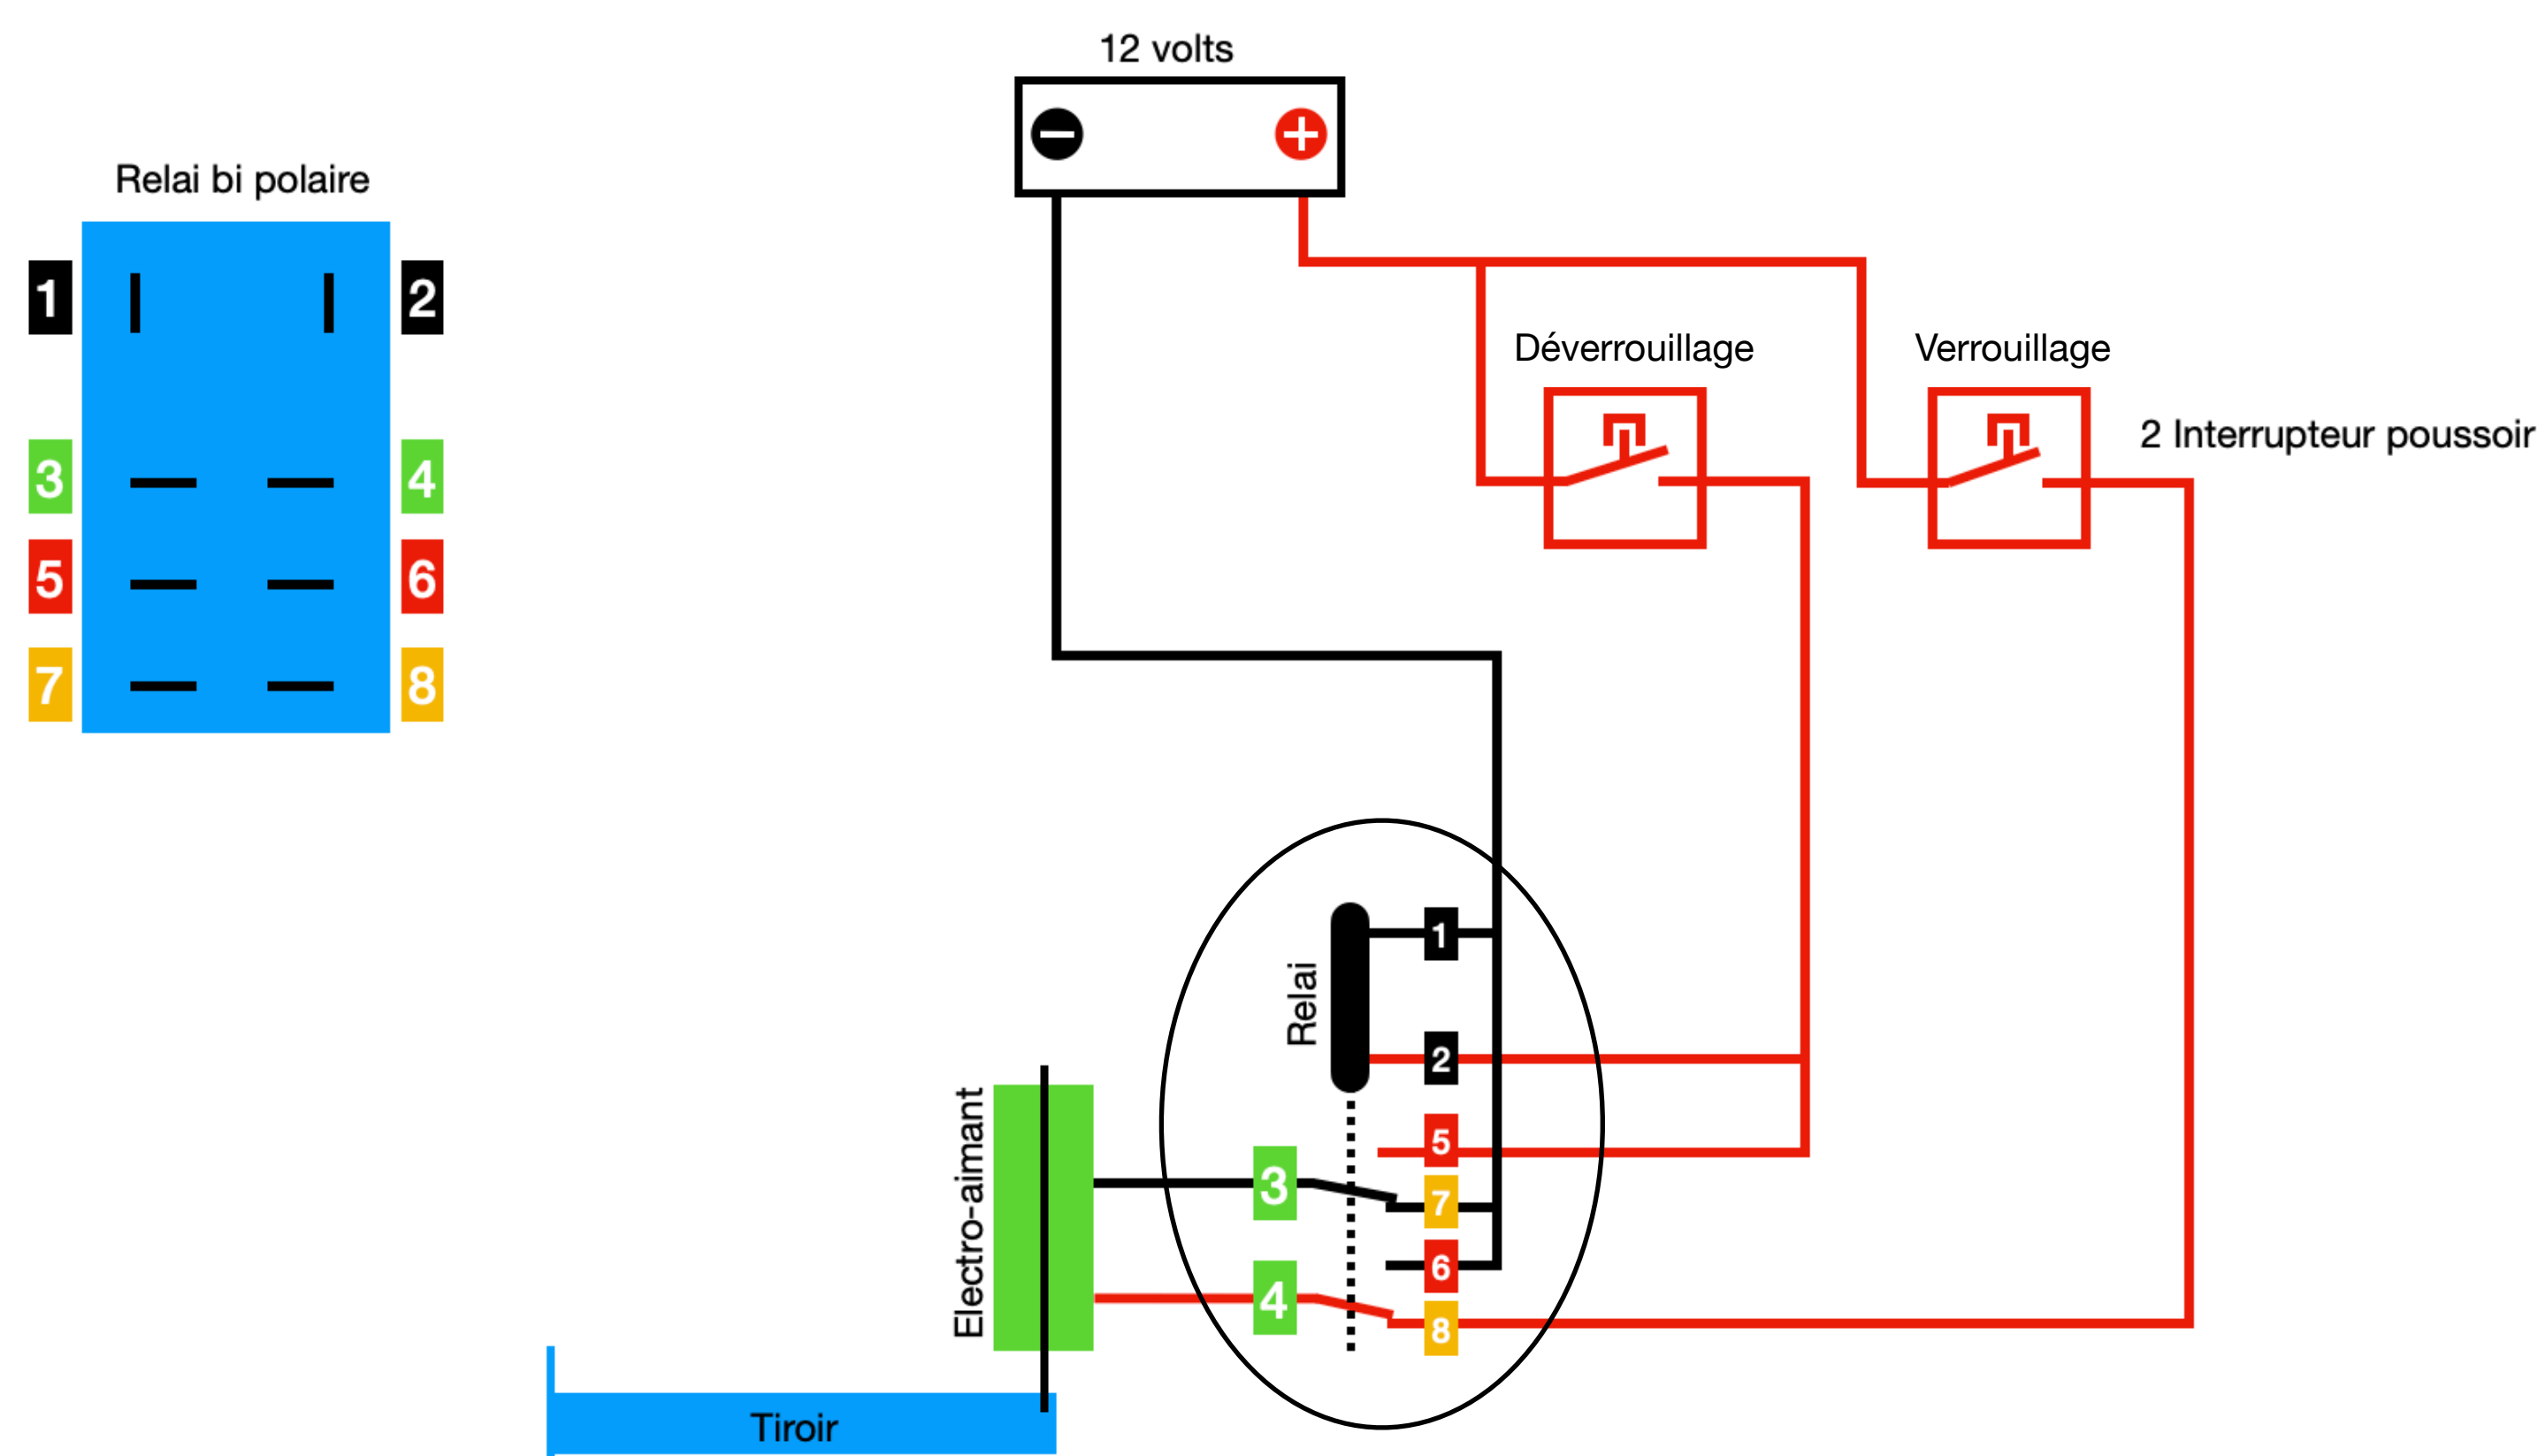 12 volts
Relai bi polaire
1
2
3
4
5
6
7
8
Déverrouillage
Verrouillage
2 Interrupteur poussoir
Relai
1
2
5
3
7
6
4
8
Electro-aimant
Tiroir